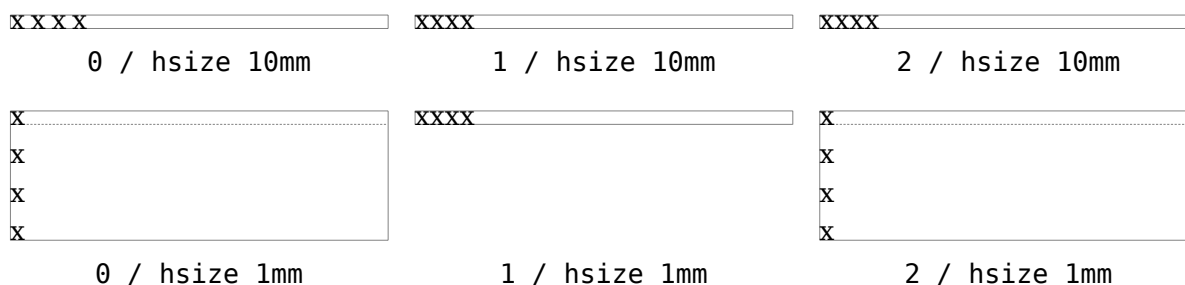 x x x x xxxx xxxx
0 / hsize 10mm 1 / hsize 10mm 2 / hsize 10mm
x xxxx x
x x
x x
x x
0 / hsize 1mm 1 / hsize 1mm 2 / hsize 1mm